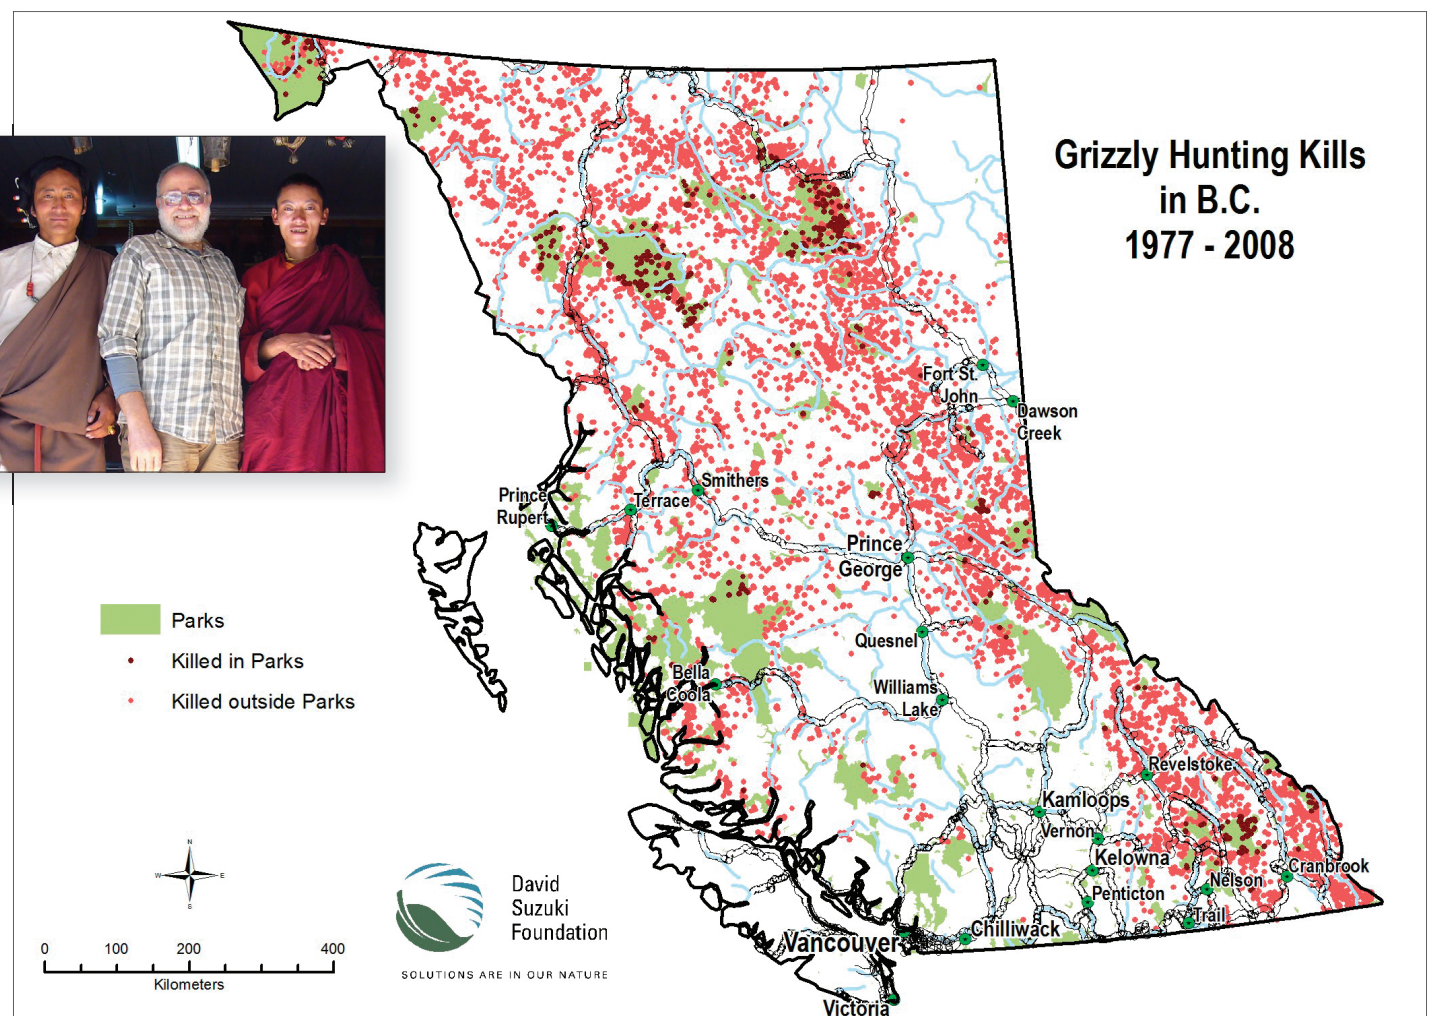 Grizzly Hunting Kills
in B.C.
1977 - 2008
Fort St.
John
Dawson
Creek
Smithers
Prince
Rupert
Terrace
Prince
George
Quesnel
Bella
Coola
Williams
Lake
Parks
Killed in Parks
Killed outside Parks
Revelstoke
Kamloops
Vernon
Kelowna
Cranbrook
Nelson
Penticton
Trail
Chilliwack
Vancouver
Victoria
N
W E
S
David
Suzuki
Foundation
SOLUTIONS ARE IN OUR NATURE
0 100 200 400
Kilometers